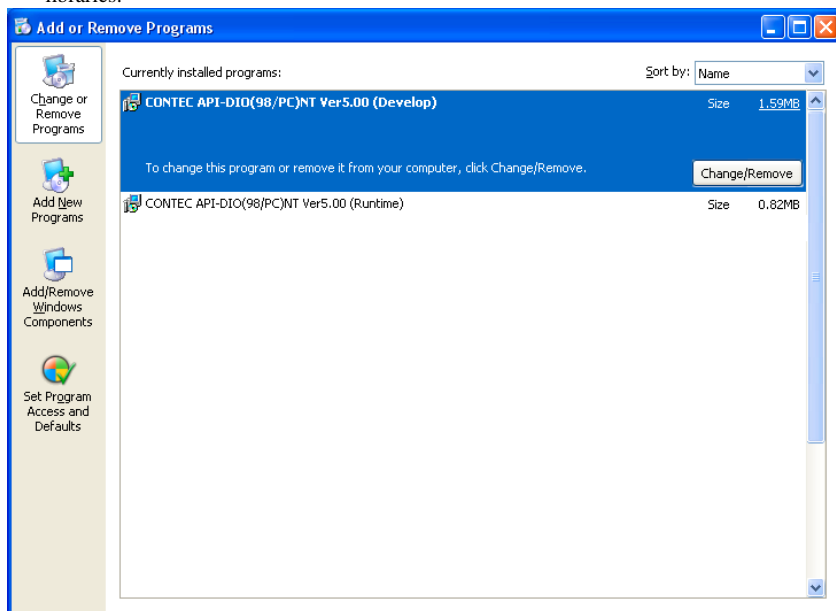 libraries.
Add or Remove Programs
Change or
Remove
Programs
Currently installed programs:
Sort by: Name
CONTEC API-DIO(98/PC)NT Ver5.00 (Develop)
Size 1.59MB
To change this program or remove it from your computer, click Change/Remove.
Change/Remove
CONTEC API-DIO(98/PC)NT Ver5.00 (Runtime)
Size 0.82MB
Add New
Programs
Add/Remove
Windows
Components
Set Program
Access and
Defaults